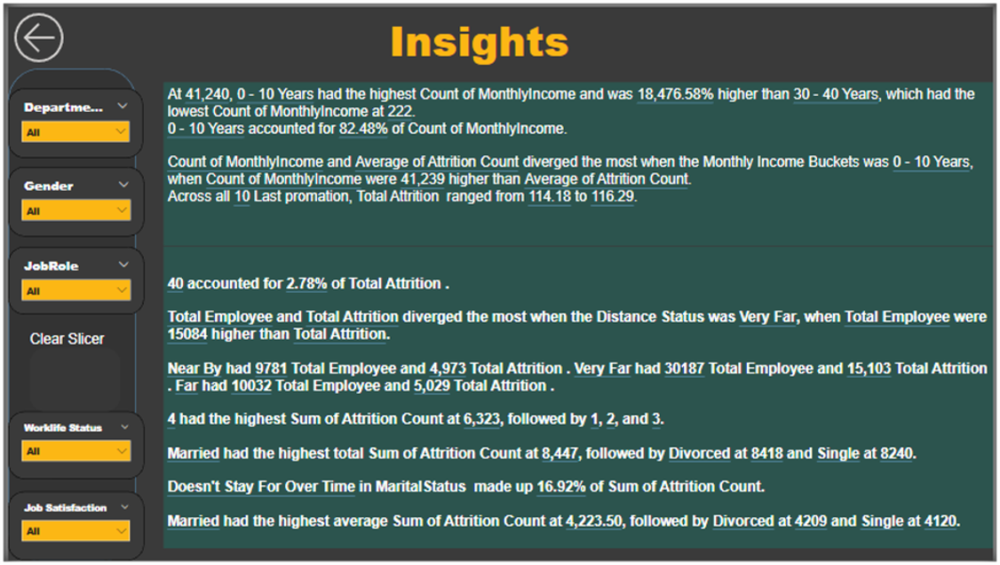 Insights
Departme...
All
Gender
All
JobRole
All
Clear Slicer
Worklife Status
All
Job Satisfaction
All
At 41,240, 0 - 10 Years had the highest Count of MonthlyIncome and was 18,476.58% higher than 30 - 40 Years, which had the
lowest Count of MonthlyIncome at 222.
0 - 10 Years accounted for 82.48% of Count of MonthlyIncome.
Count of MonthlyIncome and Average of Attrition Count diverged the most when the Monthly Income Buckets was 0 - 10 Years,
when Count of MonthlyIncome were 41,239 higher than Average of Attrition Count.
Across all 10 Last promation, Total Attrition ranged from 114.18 to 116.29.
40 accounted for 2.78% of Total Attrition .
Total Employee and Total Attrition diverged the most when the Distance Status was Very Far, when Total Employee were
15084 higher than Total Attrition.
Near By had 9781 Total Employee and 4,973 Total Attrition . Very Far had 30187 Total Employee and 15,103 Total Attrition
. Far had 10032 Total Employee and 5,029 Total Attrition .
4 had the highest Sum of Attrition Count at 6,323, followed by 1, 2, and 3.
Married had the highest total Sum of Attrition Count at 8,447, followed by Divorced at 8418 and Single at 8240.
Doesn't Stay For Over Time in MaritalStatus made up 16.92% of Sum of Attrition Count.
Married had the highest average Sum of Attrition Count at 4,223.50, followed by Divorced at 4209 and Single at 4120.